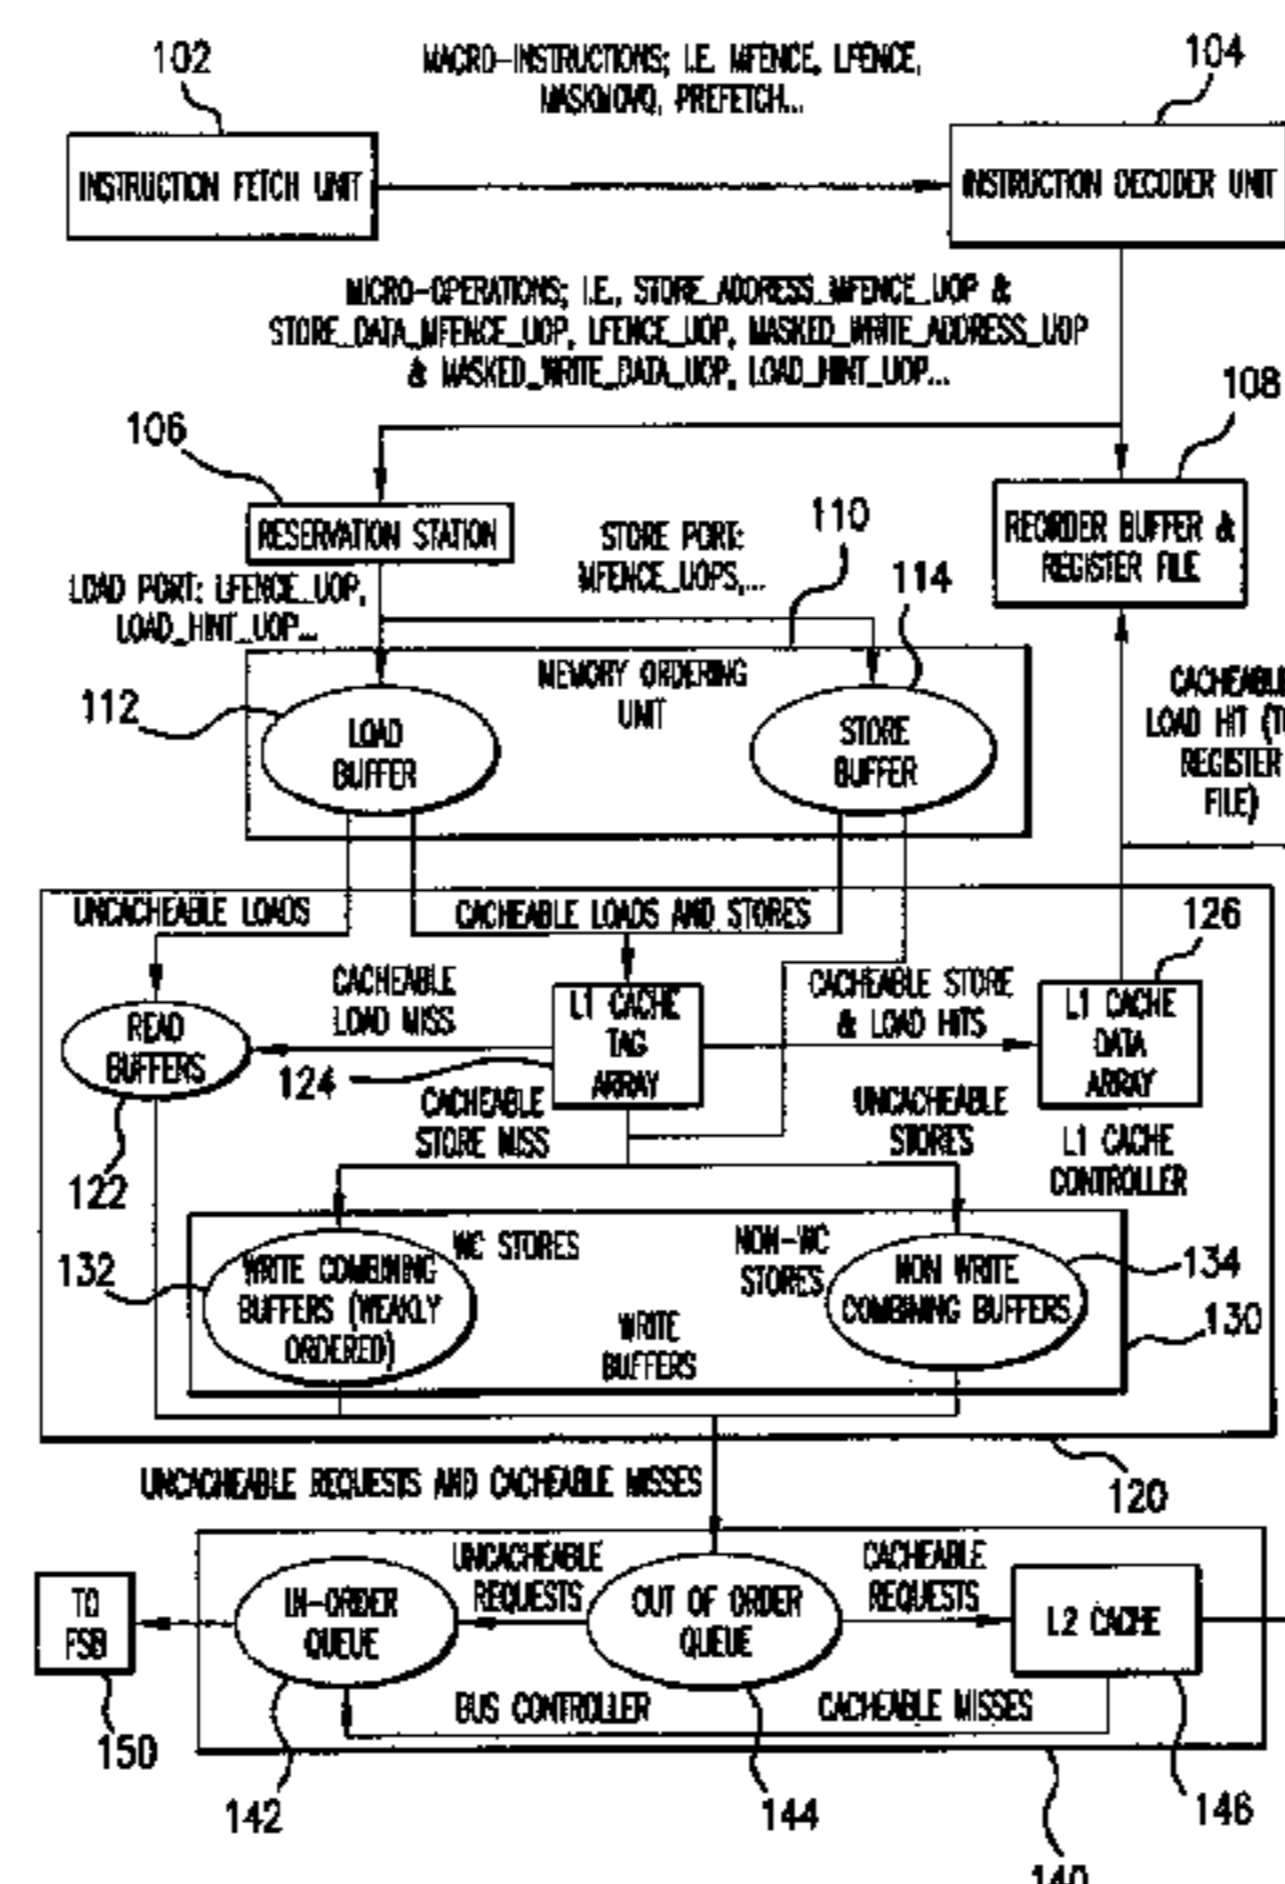 102
MACRO-INSTRUCTIONS; I.E. MFENCE, LFENCE,
MASKMOVQ, PREFETCH...
104
INSTRUCTION FETCH UNIT
INSTRUCTION DECODER UNIT
MICRO-OPERATIONS; I.E., STORE_ADDRESS_MFENCE_UOP &
STORE_DATA_MFENCE_UOP, LFENCE_UOP, MASKED_WRITE_ADDRESS_UOP
& MASKED_WRITE_DATA_UOP, LOAD_HINT_UOP...
106
108
RESERVATION STATION
REORDER BUFFER &
REGISTER FILE
STORE PORT:
MFENCE_UOPS,...
110
114
LOAD PORT: LFENCE_UOP,
LOAD_HINT_UOP...
MEMORY ORDERING
UNIT
112
LOAD
BUFFER
STORE
BUFFER
CACHEABLE
LOAD HIT (TO
REGISTER
FILE)
UNCACHEABLE LOADS
CACHEABLE LOADS AND STORES
126
CACHEABLE
LOAD MISS
L1 CACHE
TAG
ARRAY
CACHEABLE STORE
& LOAD HITS
L1 CACHE
DATA
ARRAY
READ
BUFFERS
124
CACHEABLE
STORE MISS
UNCACHEABLE
STORES
L1 CACHE
CONTROLLER
122
132
WC STORES
NON-WC
STORES
WRITE COMBINING
BUFFERS (WEAKLY
ORDERED)
NON WRITE
COMBINING BUFFERS
134
130
WRITE
BUFFERS
UNCACHEABLE REQUESTS AND CACHEABLE MISSES
120
TO
FSB
IN-ORDER
QUEUE
UNCACHEABLE
REQUESTS
OUT OF ORDER
QUEUE
CACHEABLE
REQUESTS
L2 CACHE
BUS CONTROLLER
CACHEABLE MISSES
150
142
144
146
140